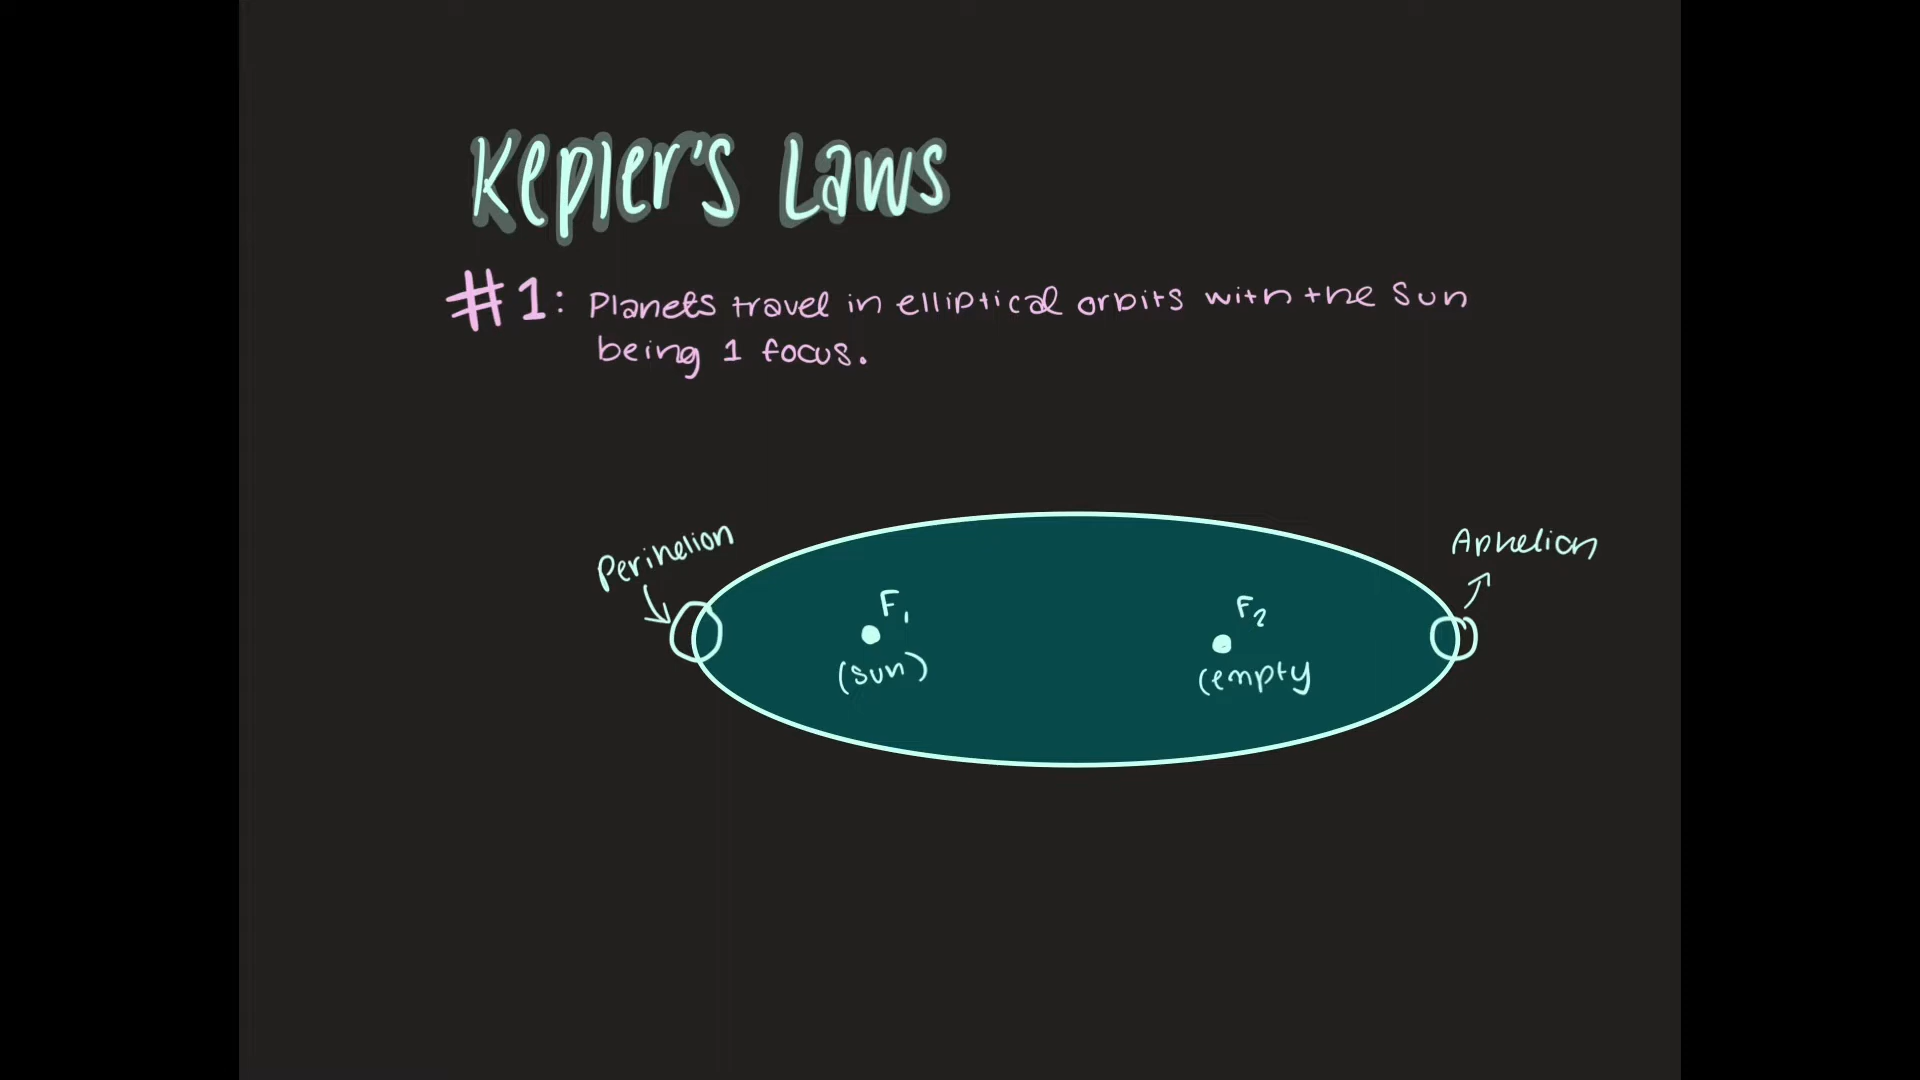 Kepler's Laws
#1: Planets travel in elliptical orbits with the Sun
being 1 focus.
Perihelion
Aphelion
F1
F2
(sun)
(empty